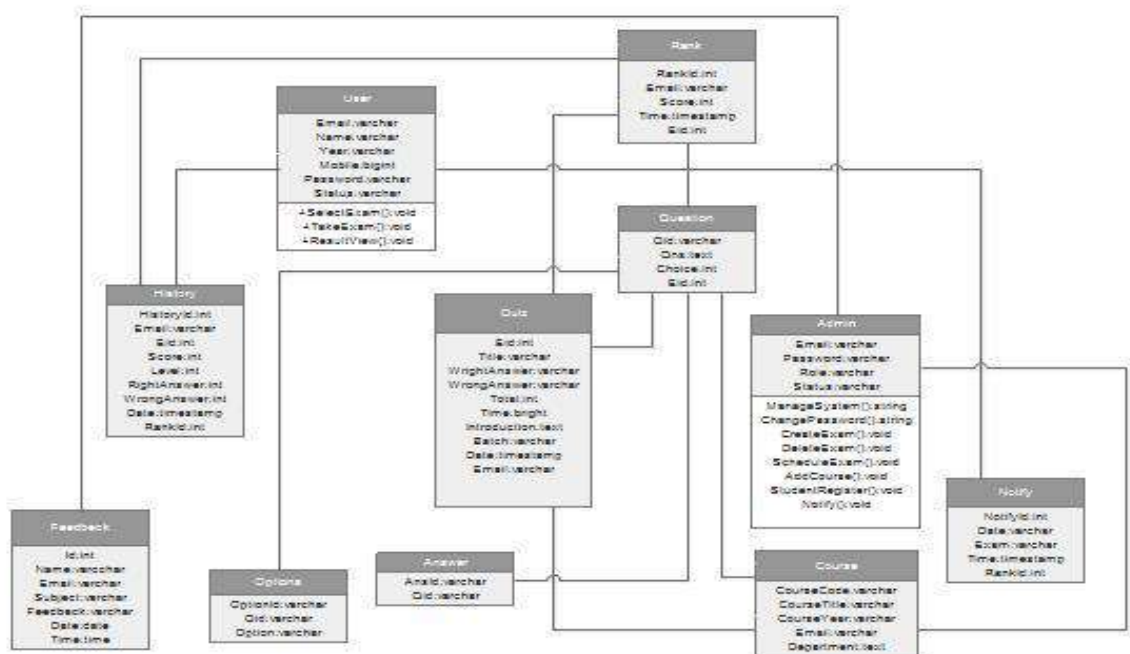 Rank
RankId:int
Email:varchar
Score:int
Time:timestamp
Eid:int
User
Email:varchar
Name:varchar
Year:varchar
Mobile:bigint
Password:varchar
Status:varchar
+SelectExam():void
+TakeExam():void
+ResultView():void
Question
Qid:varchar
Qns:text
Choice:int
Eid:int
History
HistoryId:int
Email:varchar
Eid:int
Score:int
Level:int
RightAnswer:int
WrongAnswer:int
Date:timestamp
RankId:int
Quiz
Eid:int
Title:varchar
WrightAnswer:varchar
WrongAnswer:varchar
Total:int
Time:bright
Introduction:text
Batch:varchar
Date:timestamp
Email:varchar
Admin
Email:varchar
Password:varchar
Role:varchar
Status:varchar
ManageSystem():string
ChangePassword():string
CreateExam():void
DeleteExam():void
ScheduleExam():void
AddCourse():void
StudentRegister():void
Notify():void
Notify
NotifyId:int
Date:varchar
Exam:varchar
Time:timestamp
RankId:int
Feedback
Id:int
Name:varchar
Email:varchar
Subject:varchar
Feedback:varchar
Date:date
Time:time
Options
OptionId:varchar
Qid:varchar
Option:varchar
Answer
AnsId:varchar
Qid:varchar
Course
CourseCode:varchar
CourseTitle:varchar
CourseYear:varchar
Email:varchar
Department:text